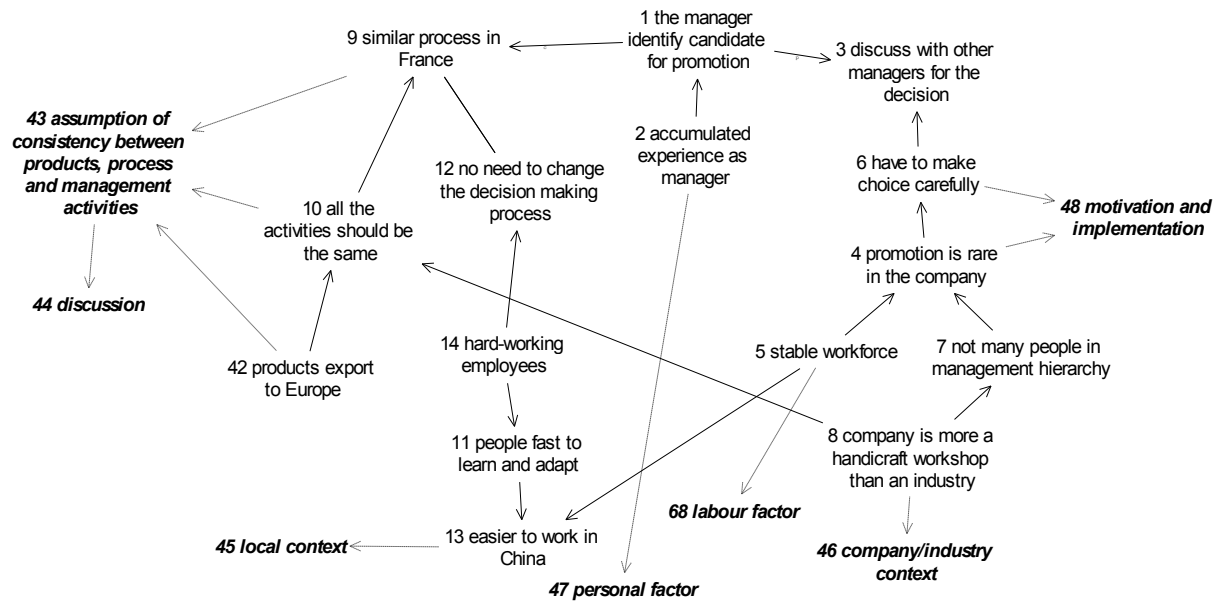 1 the manager
identify candidate
for promotion
9 similar process in
France
3 discuss with other
managers for the
decision
43 assumption of
consistency between
products, process
and management
activities
2 accumulated
experience as
manager
12 no need to change
the decision making
process
6 have to make
choice carefully
10 all the
activities should be
the same
48 motivation and
implementation
4 promotion is rare
in the company
44 discussion
14 hard-working
employees
5 stable workforce
7 not many people in
management hierarchy
42 products export
to Europe
11 people fast to
learn and adapt
8 company is more a
handicraft workshop
than an industry
68 labour factor
13 easier to work in
China
45 local context
46 company/industry
context
47 personal factor